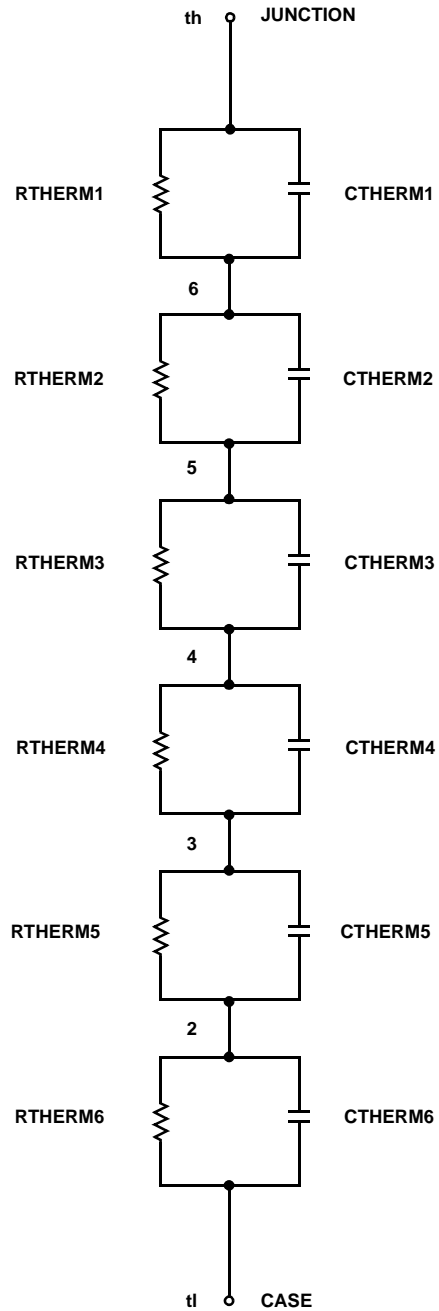 th JUNCTION
RTHERM1 CTHERM1
6
RTHERM2 CTHERM2
5
RTHERM3 CTHERM3
4
RTHERM4 CTHERM4
3
RTHERM5 CTHERM5
2
RTHERM6 CTHERM6
tl CASE